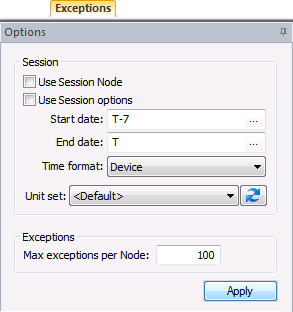 Exceptions
Options
Session
Use Session Node
Use Session options
Start date: T-7 ...
End date: T ...
Time format: Device
Unit set: <Default>
Exceptions
Max exceptions per Node: 100
Apply